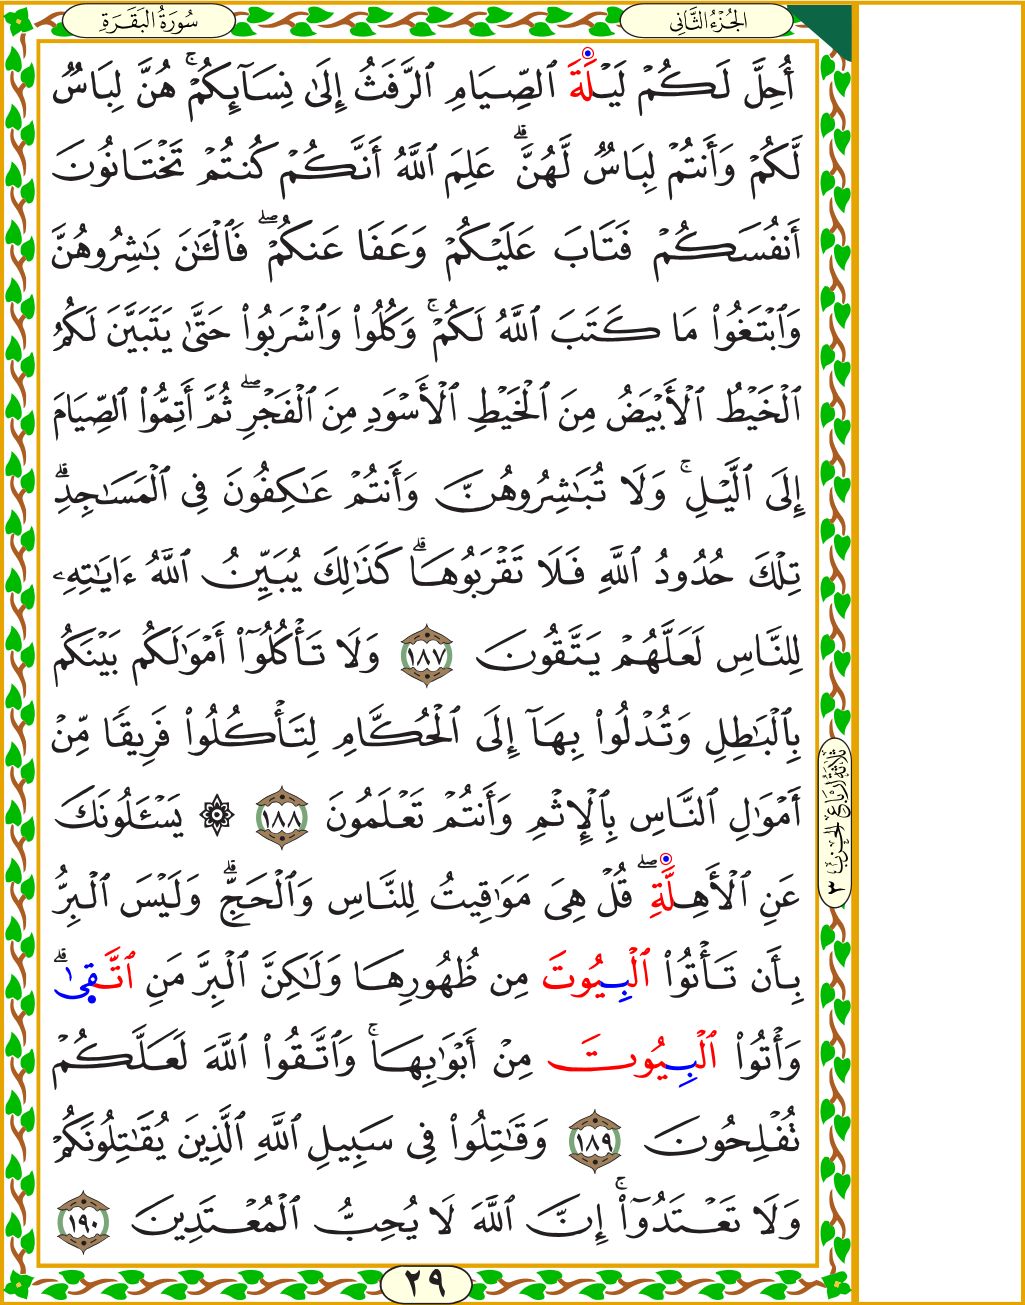 الجُزْءُ الثَّانِي
سُورَةُ البَقَرَةِ
أُحِلَّ لَكُمۡ لَيۡلَةَ ٱلصِّيَامِ ٱلرَّفَثُ إِلَىٰ نِسَآئِكُمۡۚ هُنَّ لِبَاسٞ
لَّكُمۡ وَأَنتُمۡ لِبَاسٞ لَّهُنَّۗ عَلِمَ ٱللَّهُ أَنَّكُمۡ كُنتُمۡ تَخۡتَانُونَ
أَنفُسَكُمۡ فَتَابَ عَلَيۡكُمۡ وَعَفَا عَنكُمۡۖ فَٱلۡـَٰٔنَ بَٰشِرُوهُنَّ
وَٱبۡتَغُواْ مَا كَتَبَ ٱللَّهُ لَكُمۡۚ وَكُلُواْ وَٱشۡرَبُواْ حَتَّىٰ يَتَبَيَّنَ لَكُمُ
ٱلۡخَيۡطُ ٱلۡأَبۡيَضُ مِنَ ٱلۡخَيۡطِ ٱلۡأَسۡوَدِ مِنَ ٱلۡفَجۡرِۖ ثُمَّ أَتِمُّواْ ٱلصِّيَامَ
إِلَى ٱلَّيۡلِۚ وَلَا تُبَٰشِرُوهُنَّ وَأَنتُمۡ عَٰكِفُونَ فِي ٱلۡمَسَٰجِدِۗ
تِلۡكَ حُدُودُ ٱللَّهِ فَلَا تَقۡرَبُوهَاۗ كَذَٰلِكَ يُبَيِّنُ ٱللَّهُ ءَايَٰتِهِۦ
لِلنَّاسِ لَعَلَّهُمۡ يَتَّقُونَ ١٨٧ وَلَا تَأۡكُلُوٓاْ أَمۡوَٰلَكُم بَيۡنَكُم
بِٱلۡبَٰطِلِ وَتُدۡلُواْ بِهَآ إِلَى ٱلۡحُكَّامِ لِتَأۡكُلُواْ فَرِيقٗا مِّنۡ
أَمۡوَٰلِ ٱلنَّاسِ بِٱلۡإِثۡمِ وَأَنتُمۡ تَعۡلَمُونَ ١٨٨ ۞ يَسۡـَٔلُونَكَ
عَنِ ٱلۡأَهِلَّةِۖ قُلۡ هِيَ مَوَٰقِيتُ لِلنَّاسِ وَٱلۡحَجِّۗ وَلَيۡسَ ٱلۡبِرُّ
بِأَن تَأۡتُواْ ٱلۡبِيُوتَ مِن ظُهُورِهَا وَلَٰكِنَّ ٱلۡبِرَّ مَنِ ٱتَّقَىٰۗ
وَأۡتُواْ ٱلۡبِيُوتَ مِنۡ أَبۡوَٰبِهَاۚ وَٱتَّقُواْ ٱللَّهَ لَعَلَّكُمۡ
تُفۡلِحُونَ ١٨٩ وَقَٰتِلُواْ فِي سَبِيلِ ٱللَّهِ ٱلَّذِينَ يُقَٰتِلُونَكُمۡ
وَلَا تَعۡتَدُوٓاْۚ إِنَّ ٱللَّهَ لَا يُحِبُّ ٱلۡمُعۡتَدِينَ ١٩٠
ثَلَاثَةُ أَرْبَاعِ الحِزْبِ ٣
٢٩